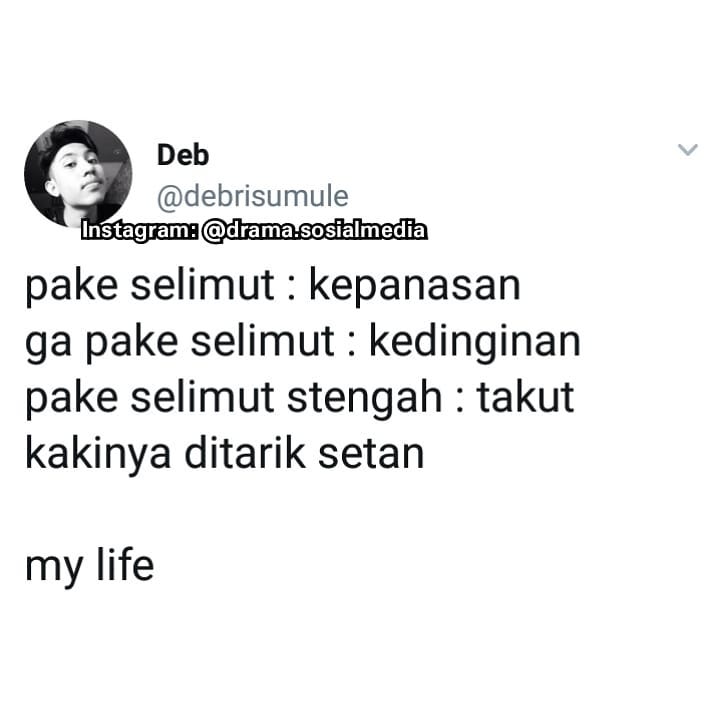 Deb
@debrisumule
Instagram: @drama.sosialmedia
pake selimut : kepanasan
ga pake selimut : kedinginan
pake selimut stengah : takut
kakinya ditarik setan
my life